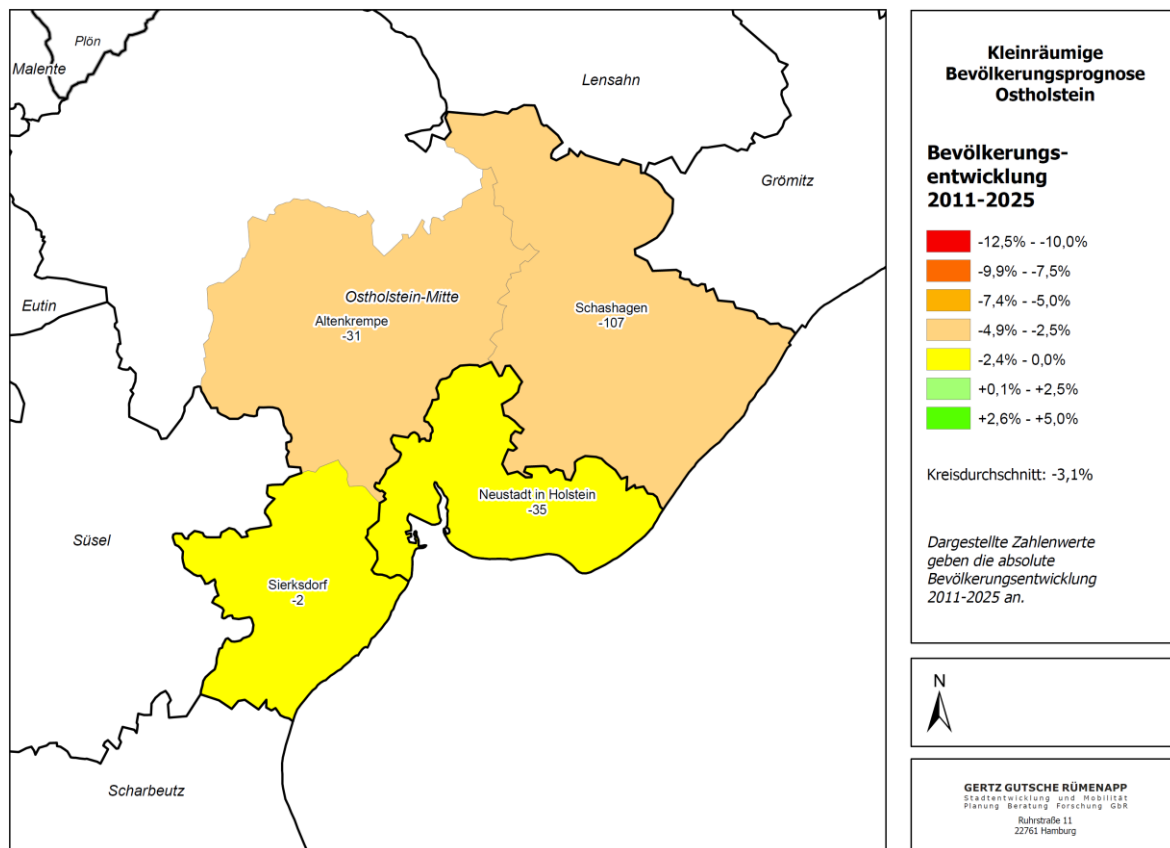 Plön
Malente
Lensahn
Grömitz
Eutin
Ostholstein-Mitte
Altenkrempe
-31
Schashagen
-107
Neustadt in Holstein
-35
Süsel
Sierksdorf
-2
Scharbeutz
Kleinräumige
Bevölkerungsprognose
Ostholstein
Bevölkerungs-
entwicklung
2011-2025
-12,5% - -10,0%
-9,9% - -7,5%
-7,4% - -5,0%
-4,9% - -2,5%
-2,4% - 0,0%
+0,1% - +2,5%
+2,6% - +5,0%
Kreisdurchschnitt: -3,1%
Dargestellte Zahlenwerte
geben die absolute
Bevölkerungsentwicklung
2011-2025 an.
N
GERTZ GUTSCHE RÜMENAPP
Stadtentwicklung und Mobilität
Planung Beratung Forschung GbR
Ruhrstraße 11
22761 Hamburg